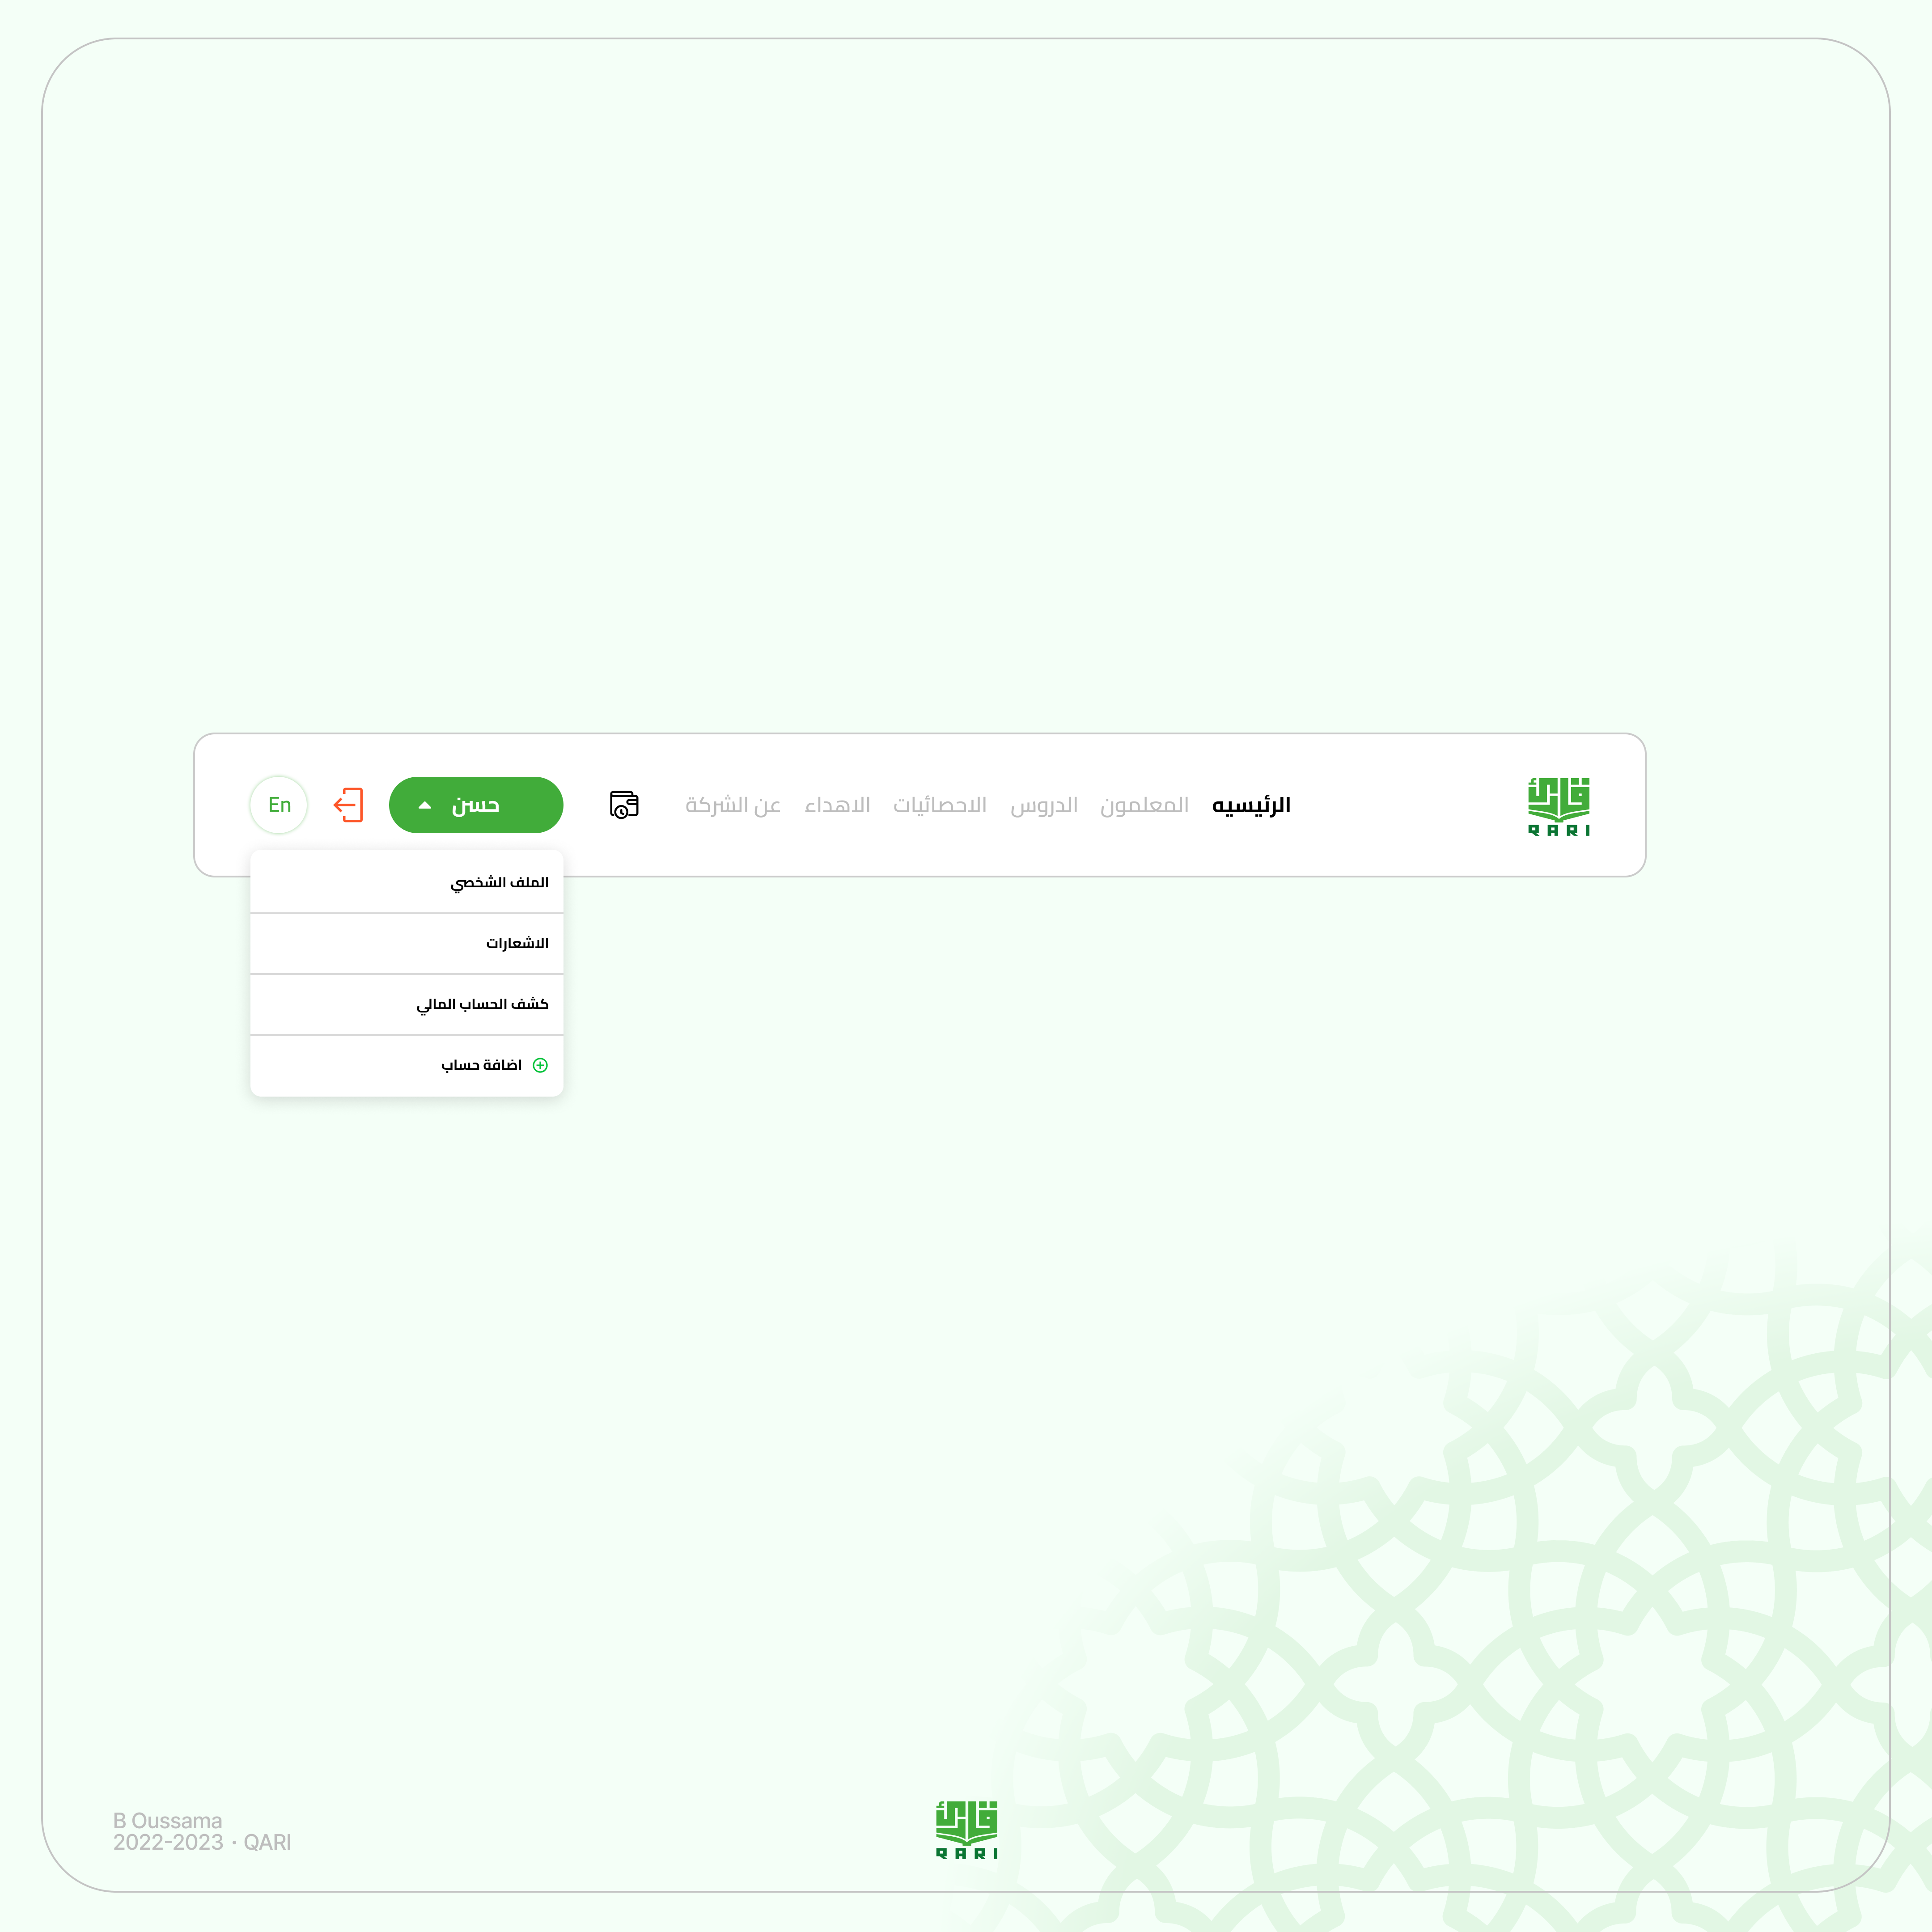 قارئ
QARI
الرئيسيه
المعلمون
الدروس
الاحصائيات
الاهداء
عن الشركة
حسن
En
الملف الشخصي
الاشعارات
كشف الحساب المالي
اضافة حساب
B Oussama
2022-2023 • QARI
قارئ
QARI